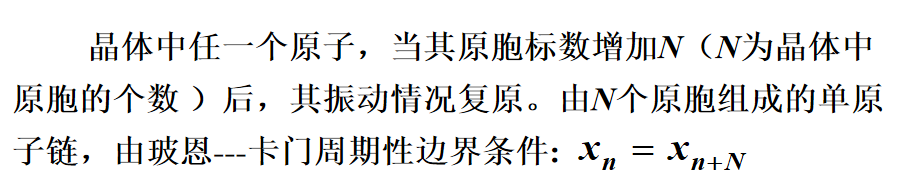 晶体中任一个原子，当其原胞标数增加N（N为晶体中
原胞的个数 ）后，其振动情况复原。由N个原胞组成的单原
子链，由玻恩---卡门周期性边界条件: xₙ = xₙ₊N